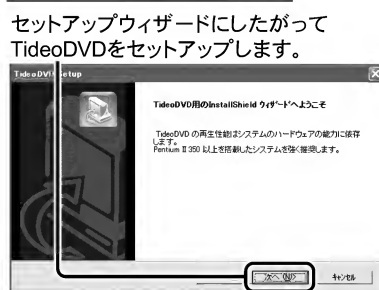 セットアップウィザードにしたがって
TideoDVDをセットアップします。
TideoDVD Setup
TideoDVD用のInstallShield ウィザードへようこそ
TideoDVD の再生性能はシステムのハードウェアの能力に依存
します。
Pentium Ⅱ 350 以上を搭載したシステムを強く推奨します。
次へ(N)>
キャンセル